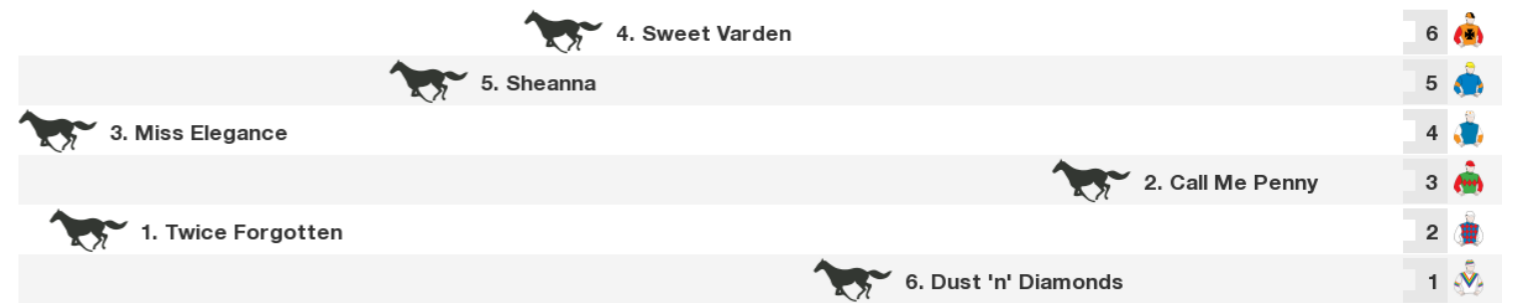 4. Sweet Varden 6
5. Sheanna 5
3. Miss Elegance 4
2. Call Me Penny 3
1. Twice Forgotten 2
6. Dust 'n' Diamonds 1